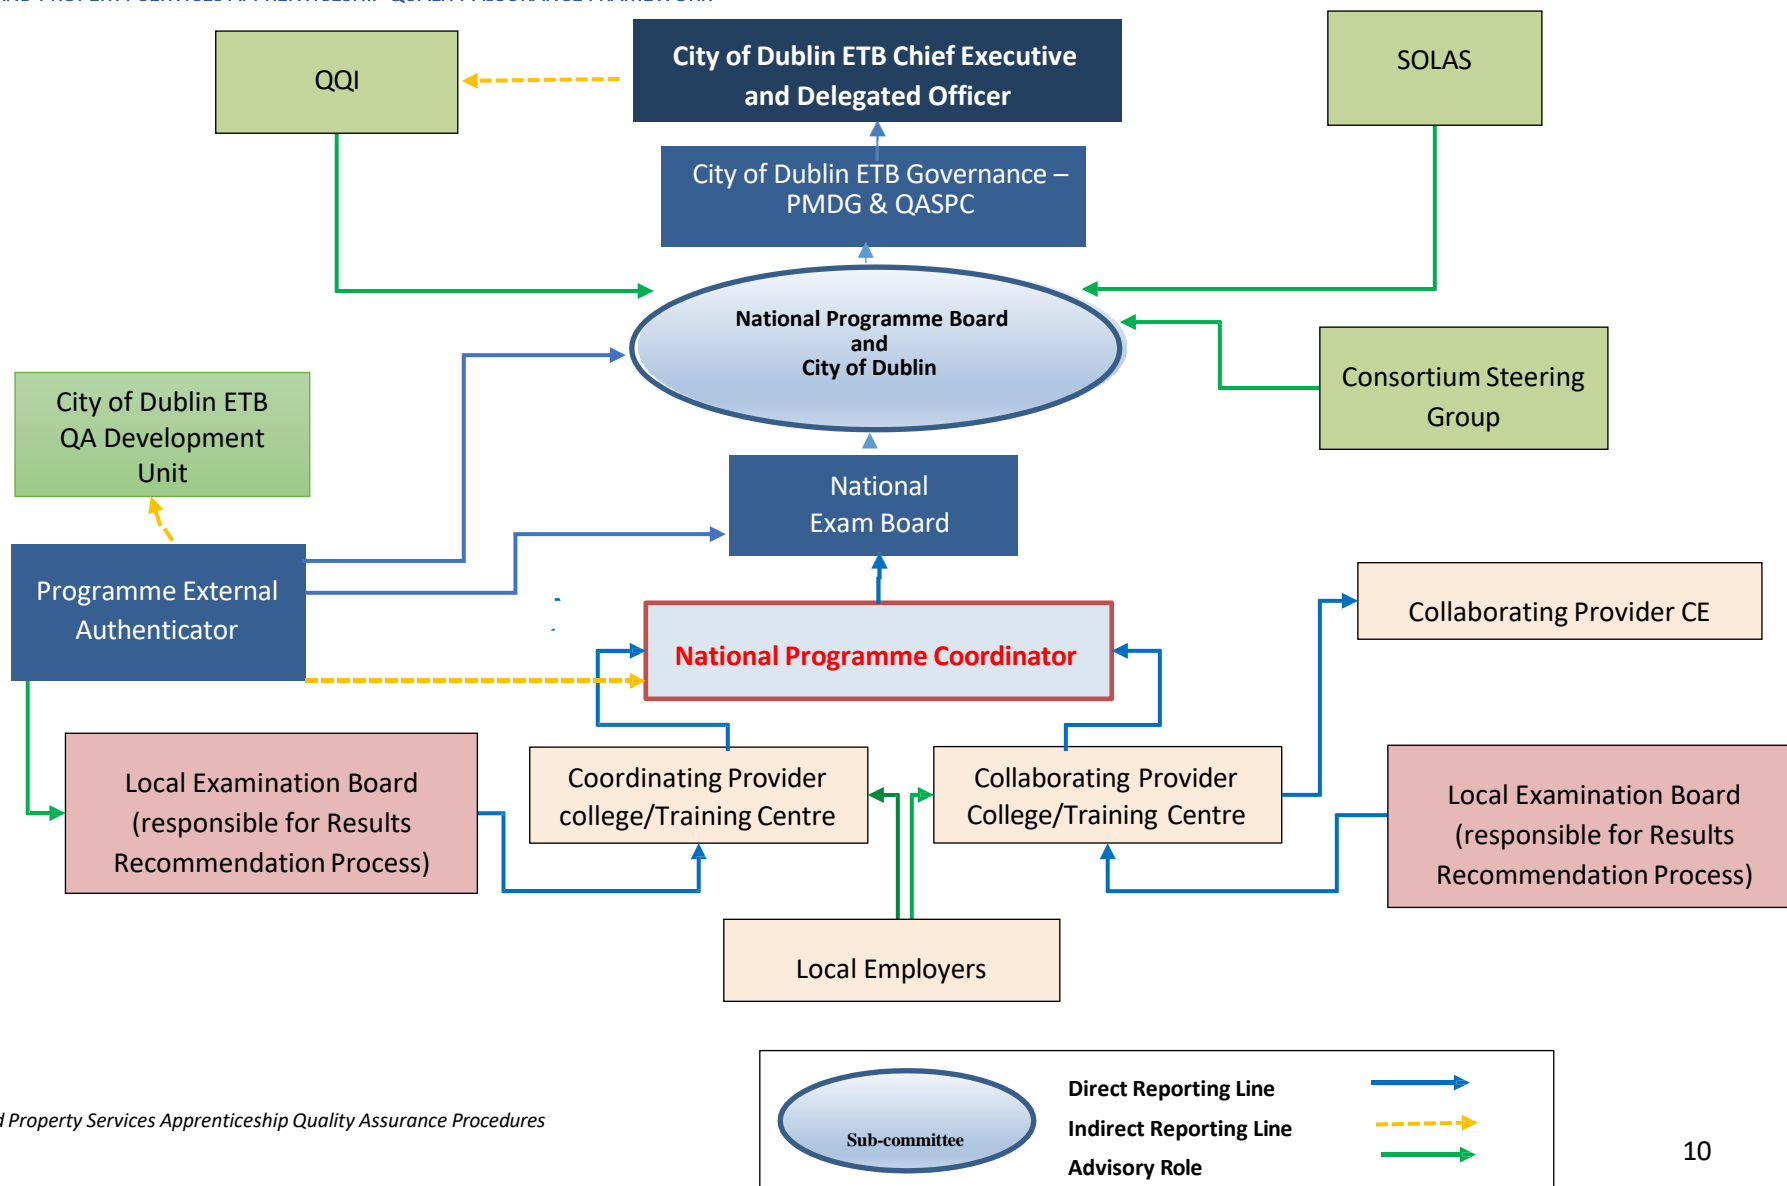 QQI
City of Dublin ETB Chief Executive
and Delegated Officer
SOLAS
City of Dublin ETB Governance –
PMDG & QASPC
National Programme Board
and
City of Dublin
Consortium Steering
Group
City of Dublin ETB
QA Development
Unit
National
Exam Board
Programme External
Authenticator
Collaborating Provider CE
National Programme Coordinator
Local Examination Board
(responsible for Results
Recommendation Process)
Coordinating Provider
college/Training Centre
Collaborating Provider
College/Training Centre
Local Examination Board
(responsible for Results
Recommendation Process)
Local Employers
Sub-committee
Direct Reporting Line
Indirect Reporting Line
Advisory Role
Property Services Apprenticeship Quality Assurance Procedures
10